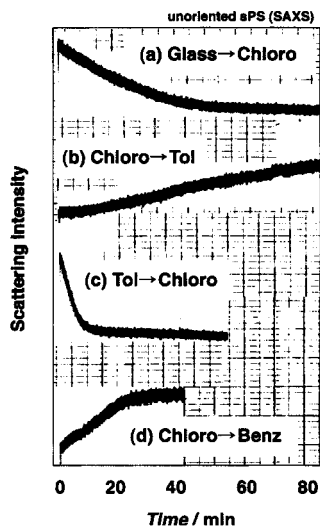 unoriented sPS (SAXS)
(a) Glass→Chloro
(b) Chloro→Tol
(c) Tol→Chloro
(d) Chloro→Benz
Scattering Intensity
0 20 40 60 80
Time / min